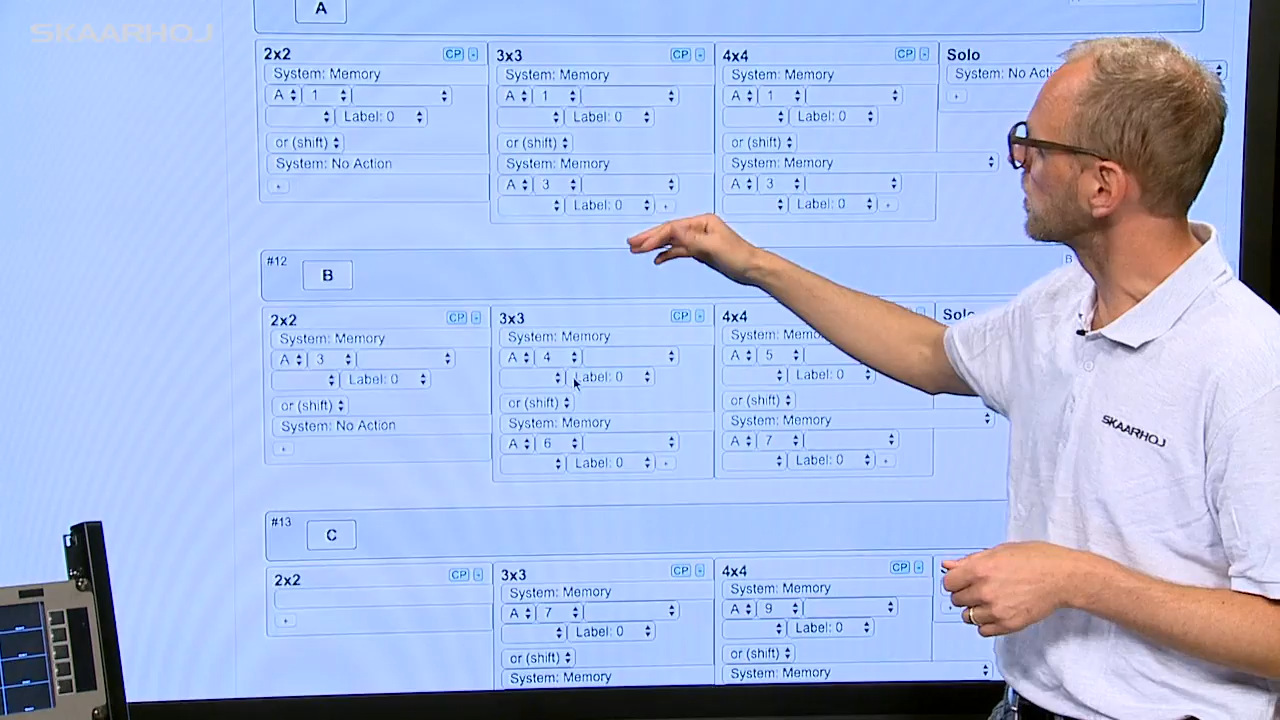 SKAARHOJ
A
2x2 CP -
System: Memory
A 1
Label: 0
or (shift)
System: No Action
+
3x3 CP -
System: Memory
A 1
Label: 0
or (shift)
System: Memory
A 3
Label: 0 +
4x4 CP -
System: Memory
A 1
Label: 0
or (shift)
System: Memory
A 3
Label: 0 +
Solo
System: No Acti
+
#12
B
B
2x2 CP -
System: Memory
A 3
Label: 0
or (shift)
System: No Action
+
3x3 CP -
System: Memory
A 4
Label: 0
or (shift)
System: Memory
A 6
Label: 0 +
4x4
System: Memo
A 5
Label: 0
or (shift)
System: Memory
A 7
Label: 0 +
Solo
#13
C
2x2 CP -
+
3x3 CP -
System: Memory
A 7
Label: 0
or (shift)
System: Memory
4x4 CP -
System: Memory
A 9
Label: 0
or (shift)
System: Memory
SKAARHOJ